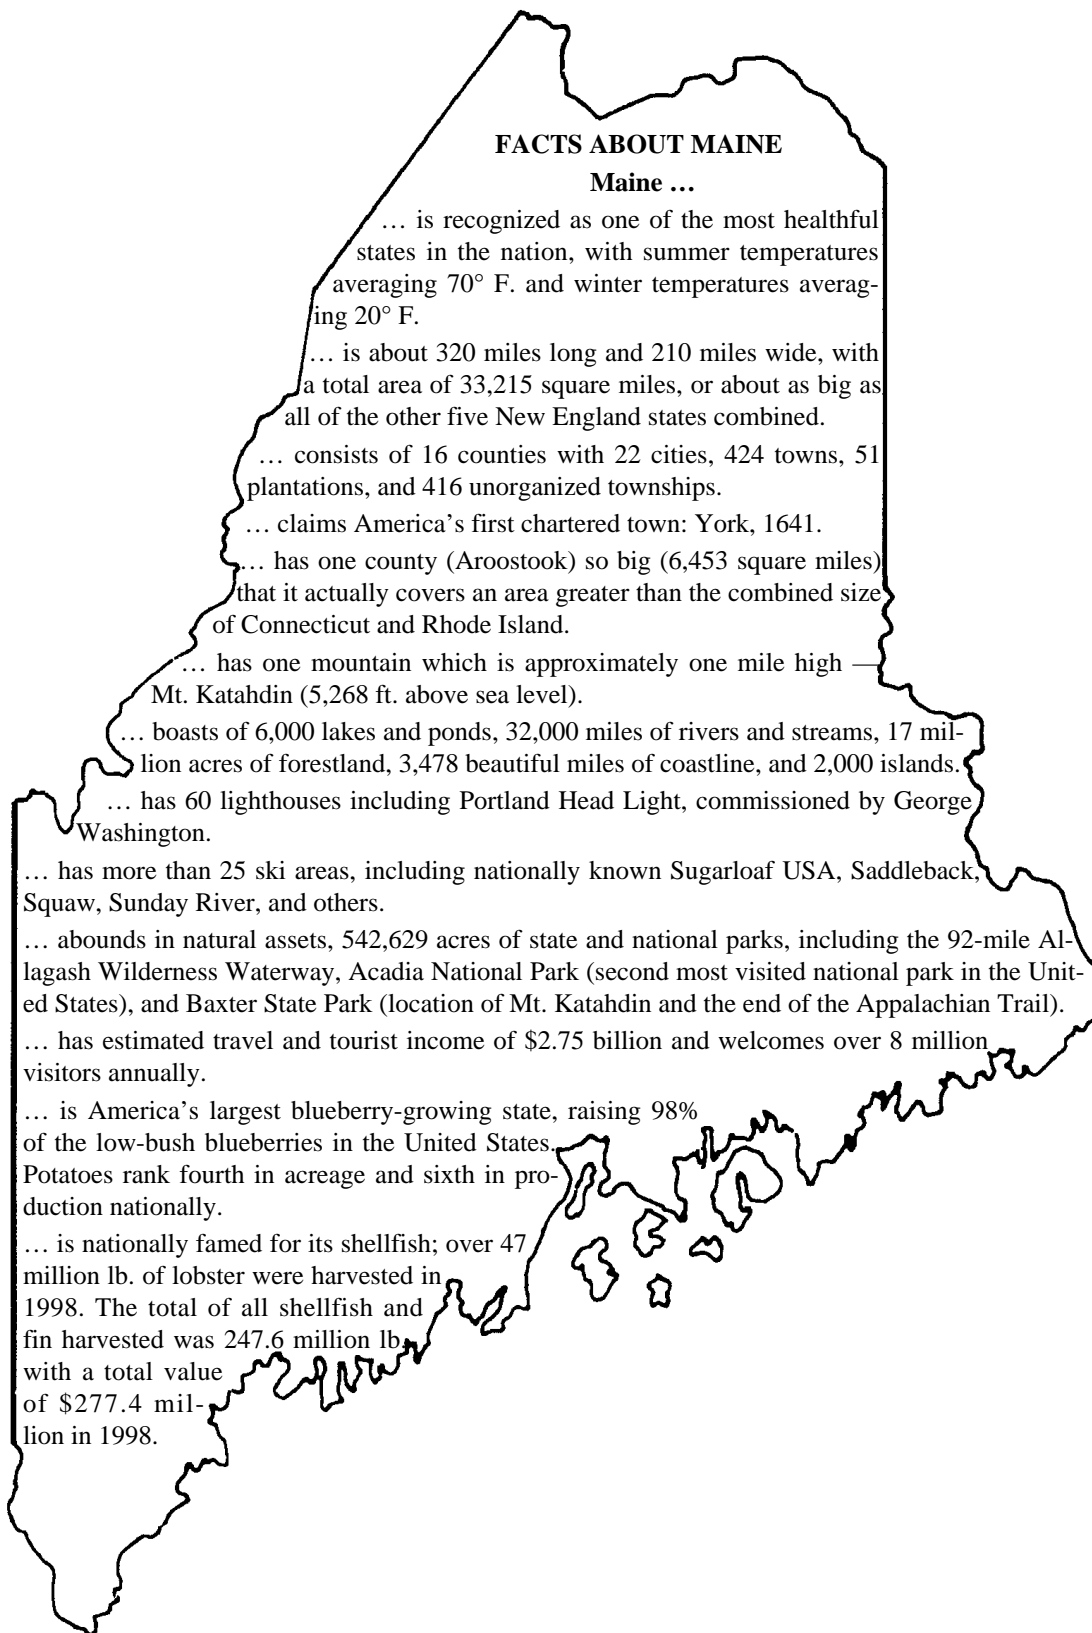 FACTS ABOUT MAINE
Maine …
… is recognized as one of the most healthful
states in the nation, with summer temperatures
averaging 70° F. and winter temperatures averag-
ing 20° F.
… is about 320 miles long and 210 miles wide, with
a total area of 33,215 square miles, or about as big as
all of the other five New England states combined.
… consists of 16 counties with 22 cities, 424 towns, 51
plantations, and 416 unorganized townships.
… claims America’s first chartered town: York, 1641.
… has one county (Aroostook) so big (6,453 square miles)
that it actually covers an area greater than the combined size
of Connecticut and Rhode Island.
… has one mountain which is approximately one mile high —
Mt. Katahdin (5,268 ft. above sea level).
… boasts of 6,000 lakes and ponds, 32,000 miles of rivers and streams, 17 mil-
lion acres of forestland, 3,478 beautiful miles of coastline, and 2,000 islands.
… has 60 lighthouses including Portland Head Light, commissioned by George
Washington.
… has more than 25 ski areas, including nationally known Sugarloaf USA, Saddleback,
Squaw, Sunday River, and others.
… abounds in natural assets, 542,629 acres of state and national parks, including the 92-mile Al-
lagash Wilderness Waterway, Acadia National Park (second most visited national park in the Unit-
ed States), and Baxter State Park (location of Mt. Katahdin and the end of the Appalachian Trail).
… has estimated travel and tourist income of $2.75 billion and welcomes over 8 million
visitors annually.
… is America’s largest blueberry-growing state, raising 98%
of the low-bush blueberries in the United States.
Potatoes rank fourth in acreage and sixth in pro-
duction nationally.
… is nationally famed for its shellfish; over 47
million lb. of lobster were harvested in
1998. The total of all shellfish and
fin harvested was 247.6 million lb.
with a total value
of $277.4 mil-
lion in 1998.